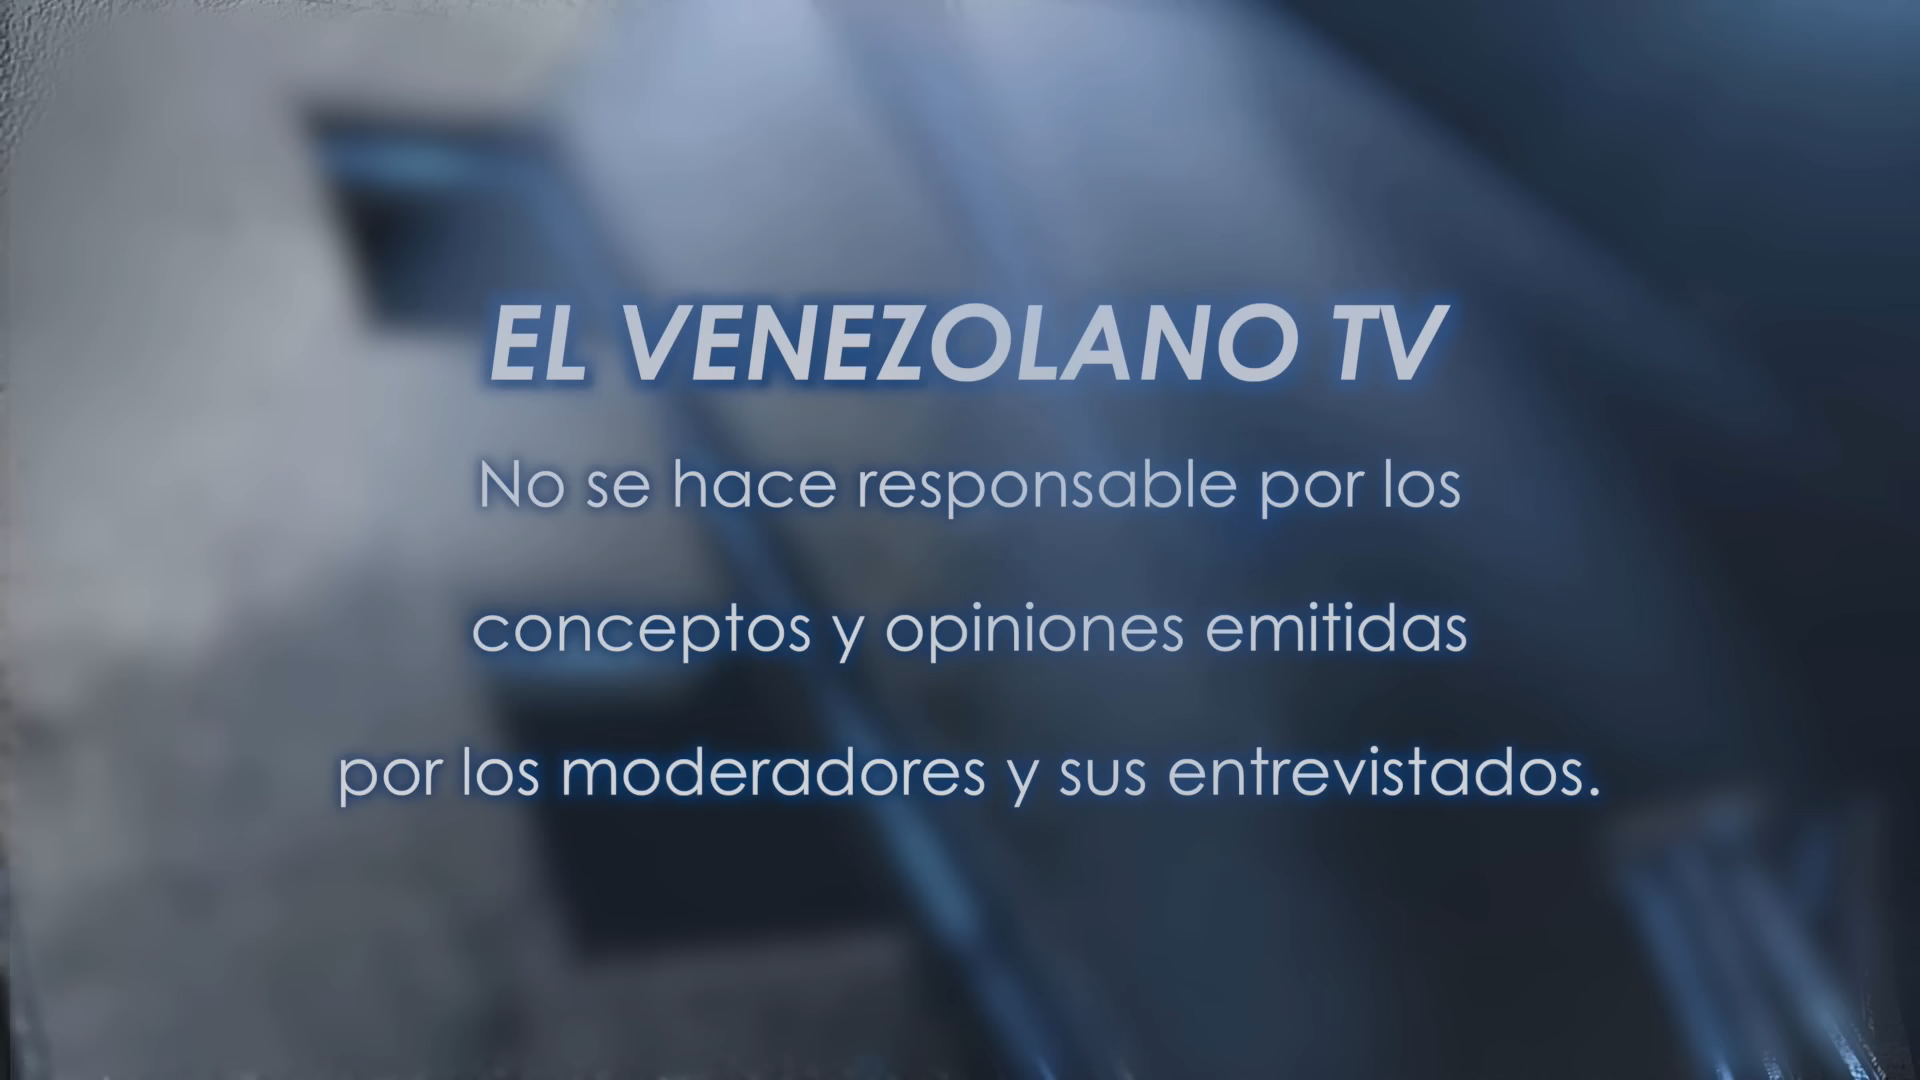 EL VENEZOLANO TV
No se hace responsable por los
conceptos y opiniones emitidas
por los moderadores y sus entrevistados.